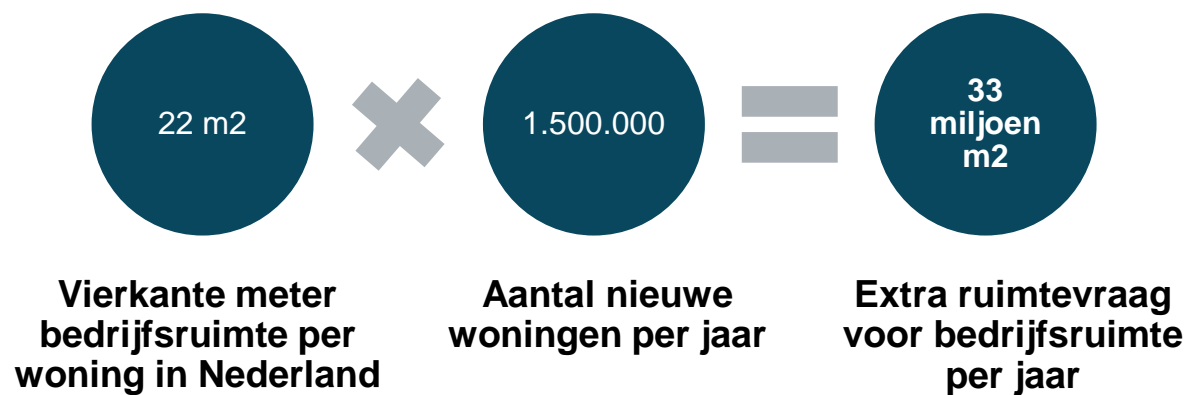 22 m2
1.500.000
33
miljoen
m2
Vierkante meter
bedrijfsruimte per
woning in Nederland
Aantal nieuwe
woningen per jaar
Extra ruimtevraag
voor bedrijfsruimte
per jaar